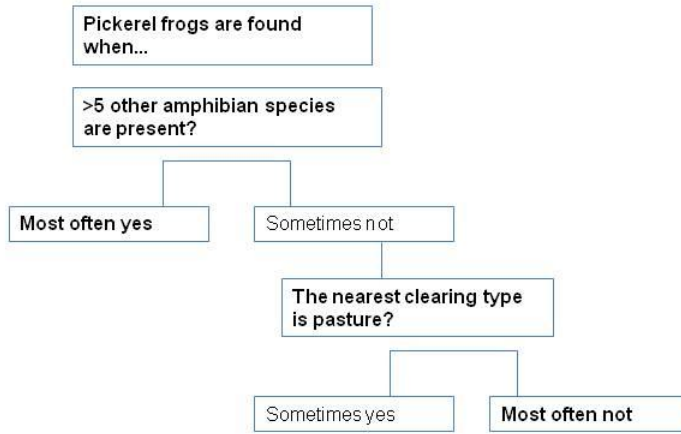 Pickerel frogs are found
when...
>5 other amphibian species
are present?
Most often yes
Sometimes not
The nearest clearing type
is pasture?
Sometimes yes
Most often not